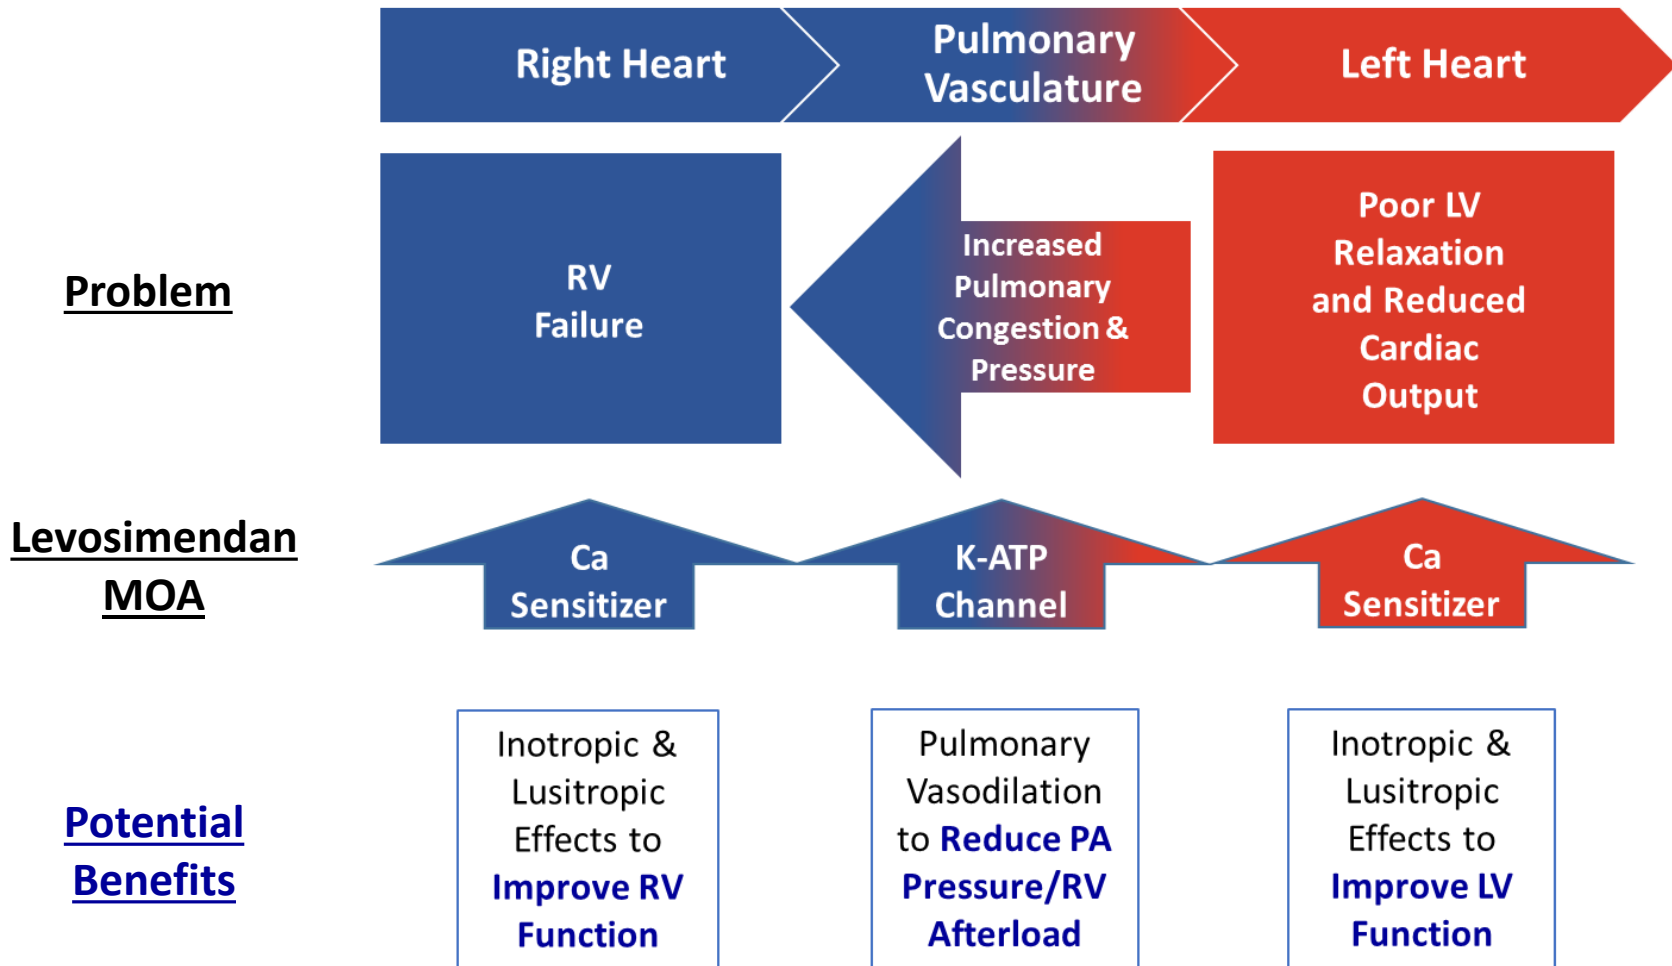 Right Heart
Pulmonary
Vasculature
Left Heart
Problem
RV
Failure
Increased
Pulmonary
Congestion &
Pressure
Poor LV
Relaxation
and Reduced
Cardiac
Output
Levosimendan
MOA
Ca
Sensitizer
K-ATP
Channel
Ca
Sensitizer
Potential
Benefits
Inotropic &
Lusitropic
Effects to
Improve RV
Function
Pulmonary
Vasodilation
to Reduce PA
Pressure/RV
Afterload
Inotropic &
Lusitropic
Effects to
Improve LV
Function